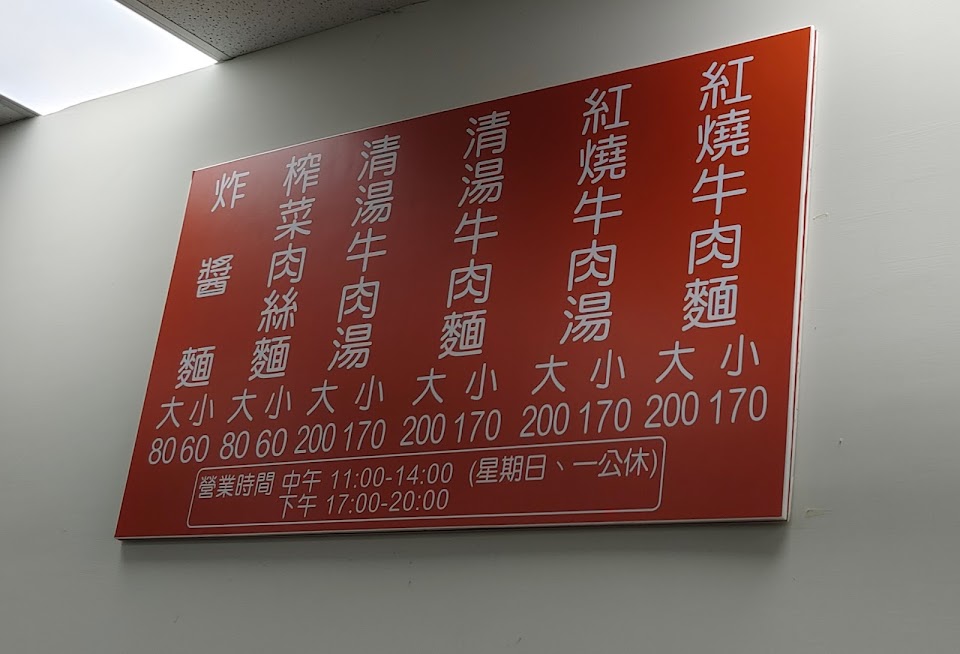 紅燒牛肉麵
大 小
200 170
紅燒牛肉湯
大 小
200 170
清湯牛肉麵
大 小
200 170
清湯牛肉湯
大 小
200 170
榨菜肉絲麵
大 小
80 60
炸醬麵
大 小
80 60
營業時間 中午 11:00-14:00 (星期日、一公休)
下午 17:00-20:00